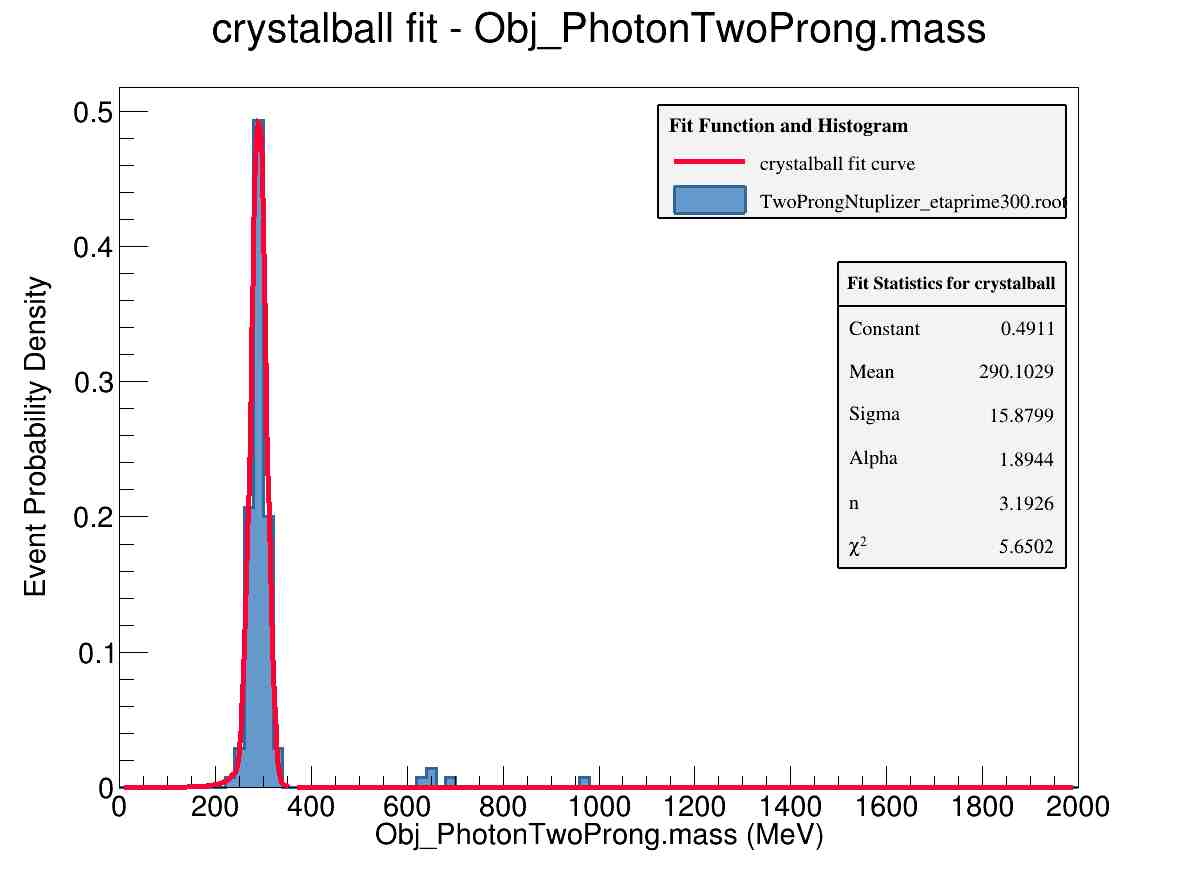 crystalball fit - Obj_PhotonTwoProng.mass
Fit Function and Histogram
crystalball fit curve
TwoProngNtuplizer_etaprime300.root
Fit Statistics for crystalball
Constant 0.4911
Mean 290.1029
Sigma 15.8799
Alpha 1.8944
n 3.1926
χ² 5.6502
Event Probability Density
0.5
0.4
0.3
0.2
0.1
0
0 200 400 600 800 1000 1200 1400 1600 1800 2000
Obj_PhotonTwoProng.mass (MeV)